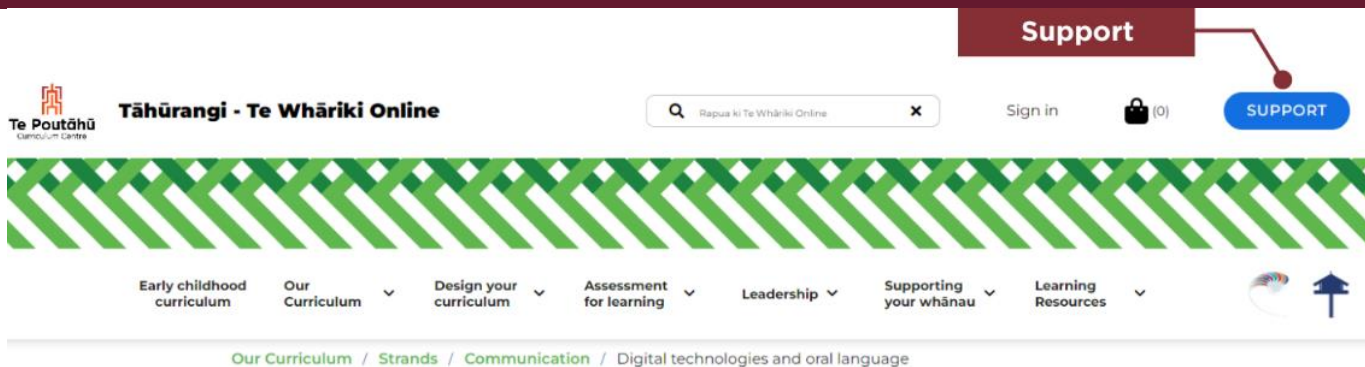 Support
Te Poutāhū
Curriculum Centre
Tāhūrangi - Te Whāriki Online
Rapua ki Te Whāriki Online
Sign in
(0)
SUPPORT
Early childhood
curriculum
Our
Curriculum
Design your
curriculum
Assessment
for learning
Leadership
Supporting
your whānau
Learning
Resources
Our Curriculum / Strands / Communication / Digital technologies and oral language